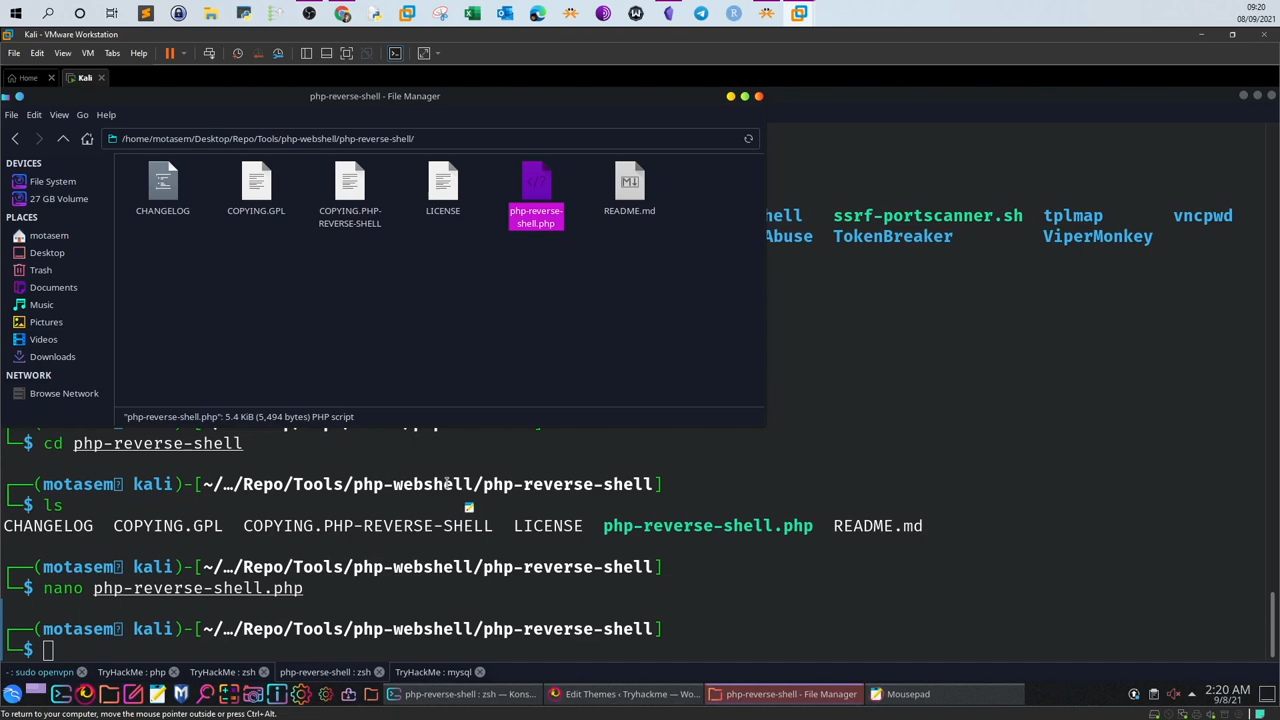 09:20
08/09/2021
Kali - VMware Workstation
File Edit View VM Tabs Help
Home Kali
php-reverse-shell - File Manager
File Edit View Go Help
/home/motasem/Desktop/Repo/Tools/php-webshell/php-reverse-shell/
DEVICES
File System
27 GB Volume
PLACES
motasem
Desktop
Trash
Documents
Music
Pictures
Videos
Downloads
NETWORK
Browse Network
CHANGELOG
COPYING.GPL
COPYING.PHP-
REVERSE-SHELL
LICENSE
php-reverse-
shell.php
README.md
"php-reverse-shell.php": 5.4 KiB (5,494 bytes) PHP script
hell ssrf-portscanner.sh tplmap vncpwd
Abuse TokenBreaker ViperMonkey
$ cd php-reverse-shell
(motasem kali)-[~/…/Repo/Tools/php-webshell/php-reverse-shell]
$ ls
CHANGELOG COPYING.GPL COPYING.PHP-REVERSE-SHELL LICENSE php-reverse-shell.php README.md
(motasem kali)-[~/…/Repo/Tools/php-webshell/php-reverse-shell]
$ nano php-reverse-shell.php
(motasem kali)-[~/…/Repo/Tools/php-webshell/php-reverse-shell]
$
- : sudo openvpn TryHackMe : php TryHackMe : zsh php-reverse-shell : zsh TryHackMe : mysql
php-reverse-shell : zsh — Kons... Edit Themes ‹ Tryhackme — Wo... php-reverse-shell - File Manager Mousepad
2:20 AM
9/8/21
To return to your computer, move the mouse pointer outside or press Ctrl+Alt.